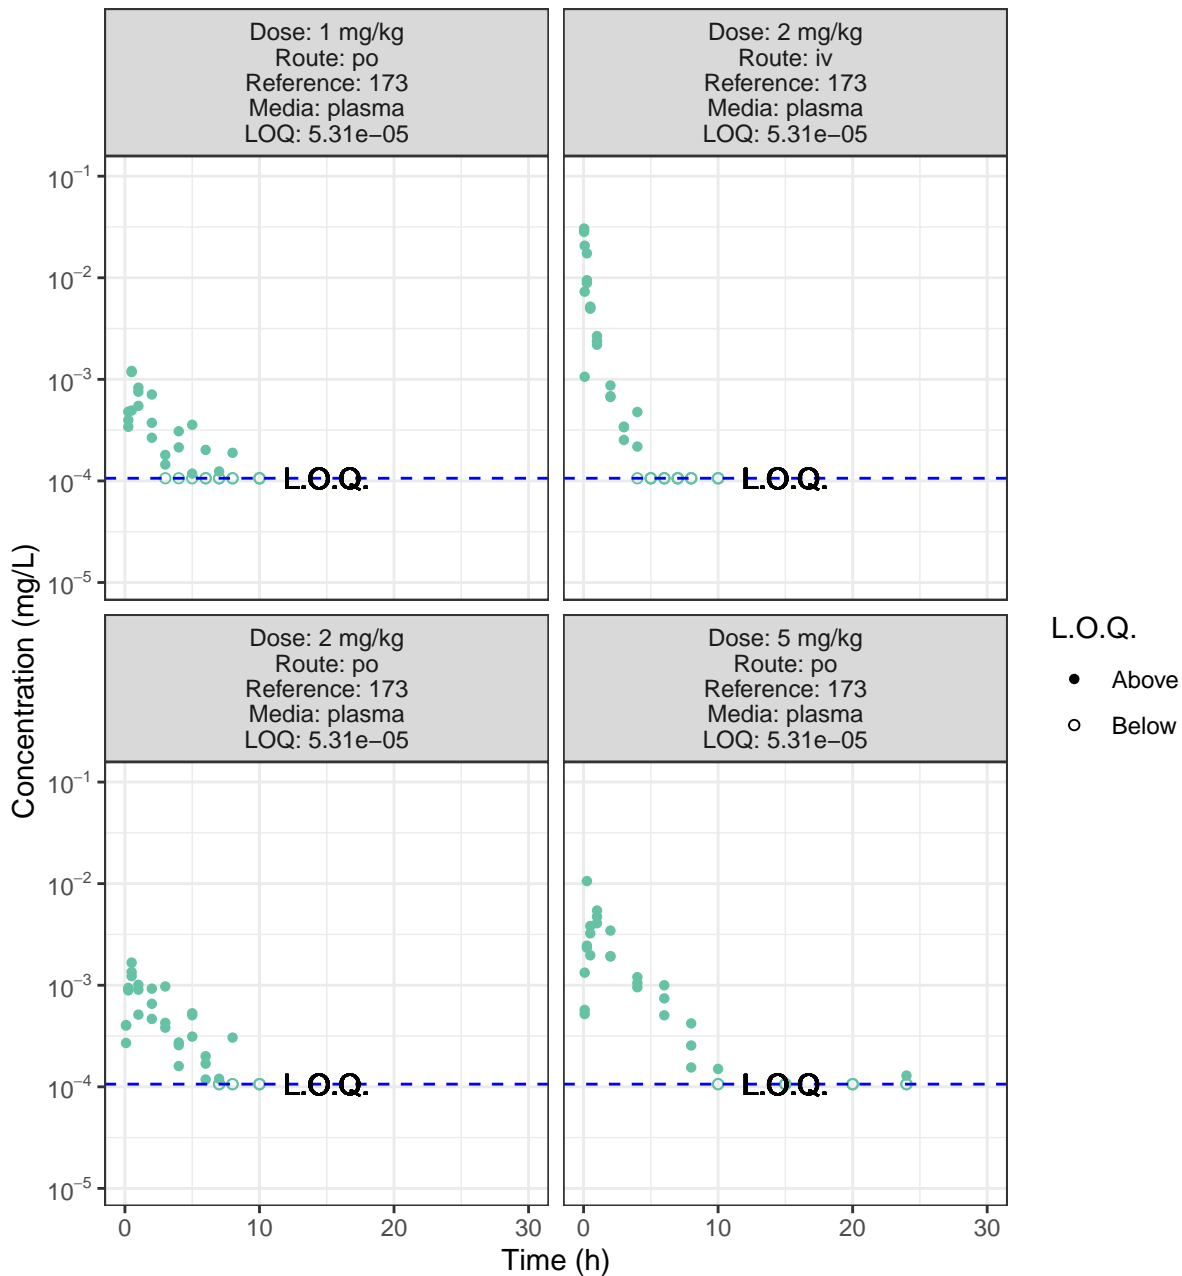 Dose: 1 mg/kg
Route: po
Reference: 173
Media: plasma
LOQ: 5.31e−05
Dose: 2 mg/kg
Route: iv
Reference: 173
Media: plasma
LOQ: 5.31e−05
10⁻¹
10⁻²
10⁻³
10⁻⁴
10⁻⁵
L.O.Q.
L.O.Q.
Dose: 2 mg/kg
Route: po
Reference: 173
Media: plasma
LOQ: 5.31e−05
Dose: 5 mg/kg
Route: po
Reference: 173
Media: plasma
LOQ: 5.31e−05
10⁻¹
10⁻²
10⁻³
10⁻⁴
10⁻⁵
L.O.Q.
L.O.Q.
0 10 20 30
0 10 20 30
Time (h)
Concentration (mg/L)
L.O.Q.
Above
Below